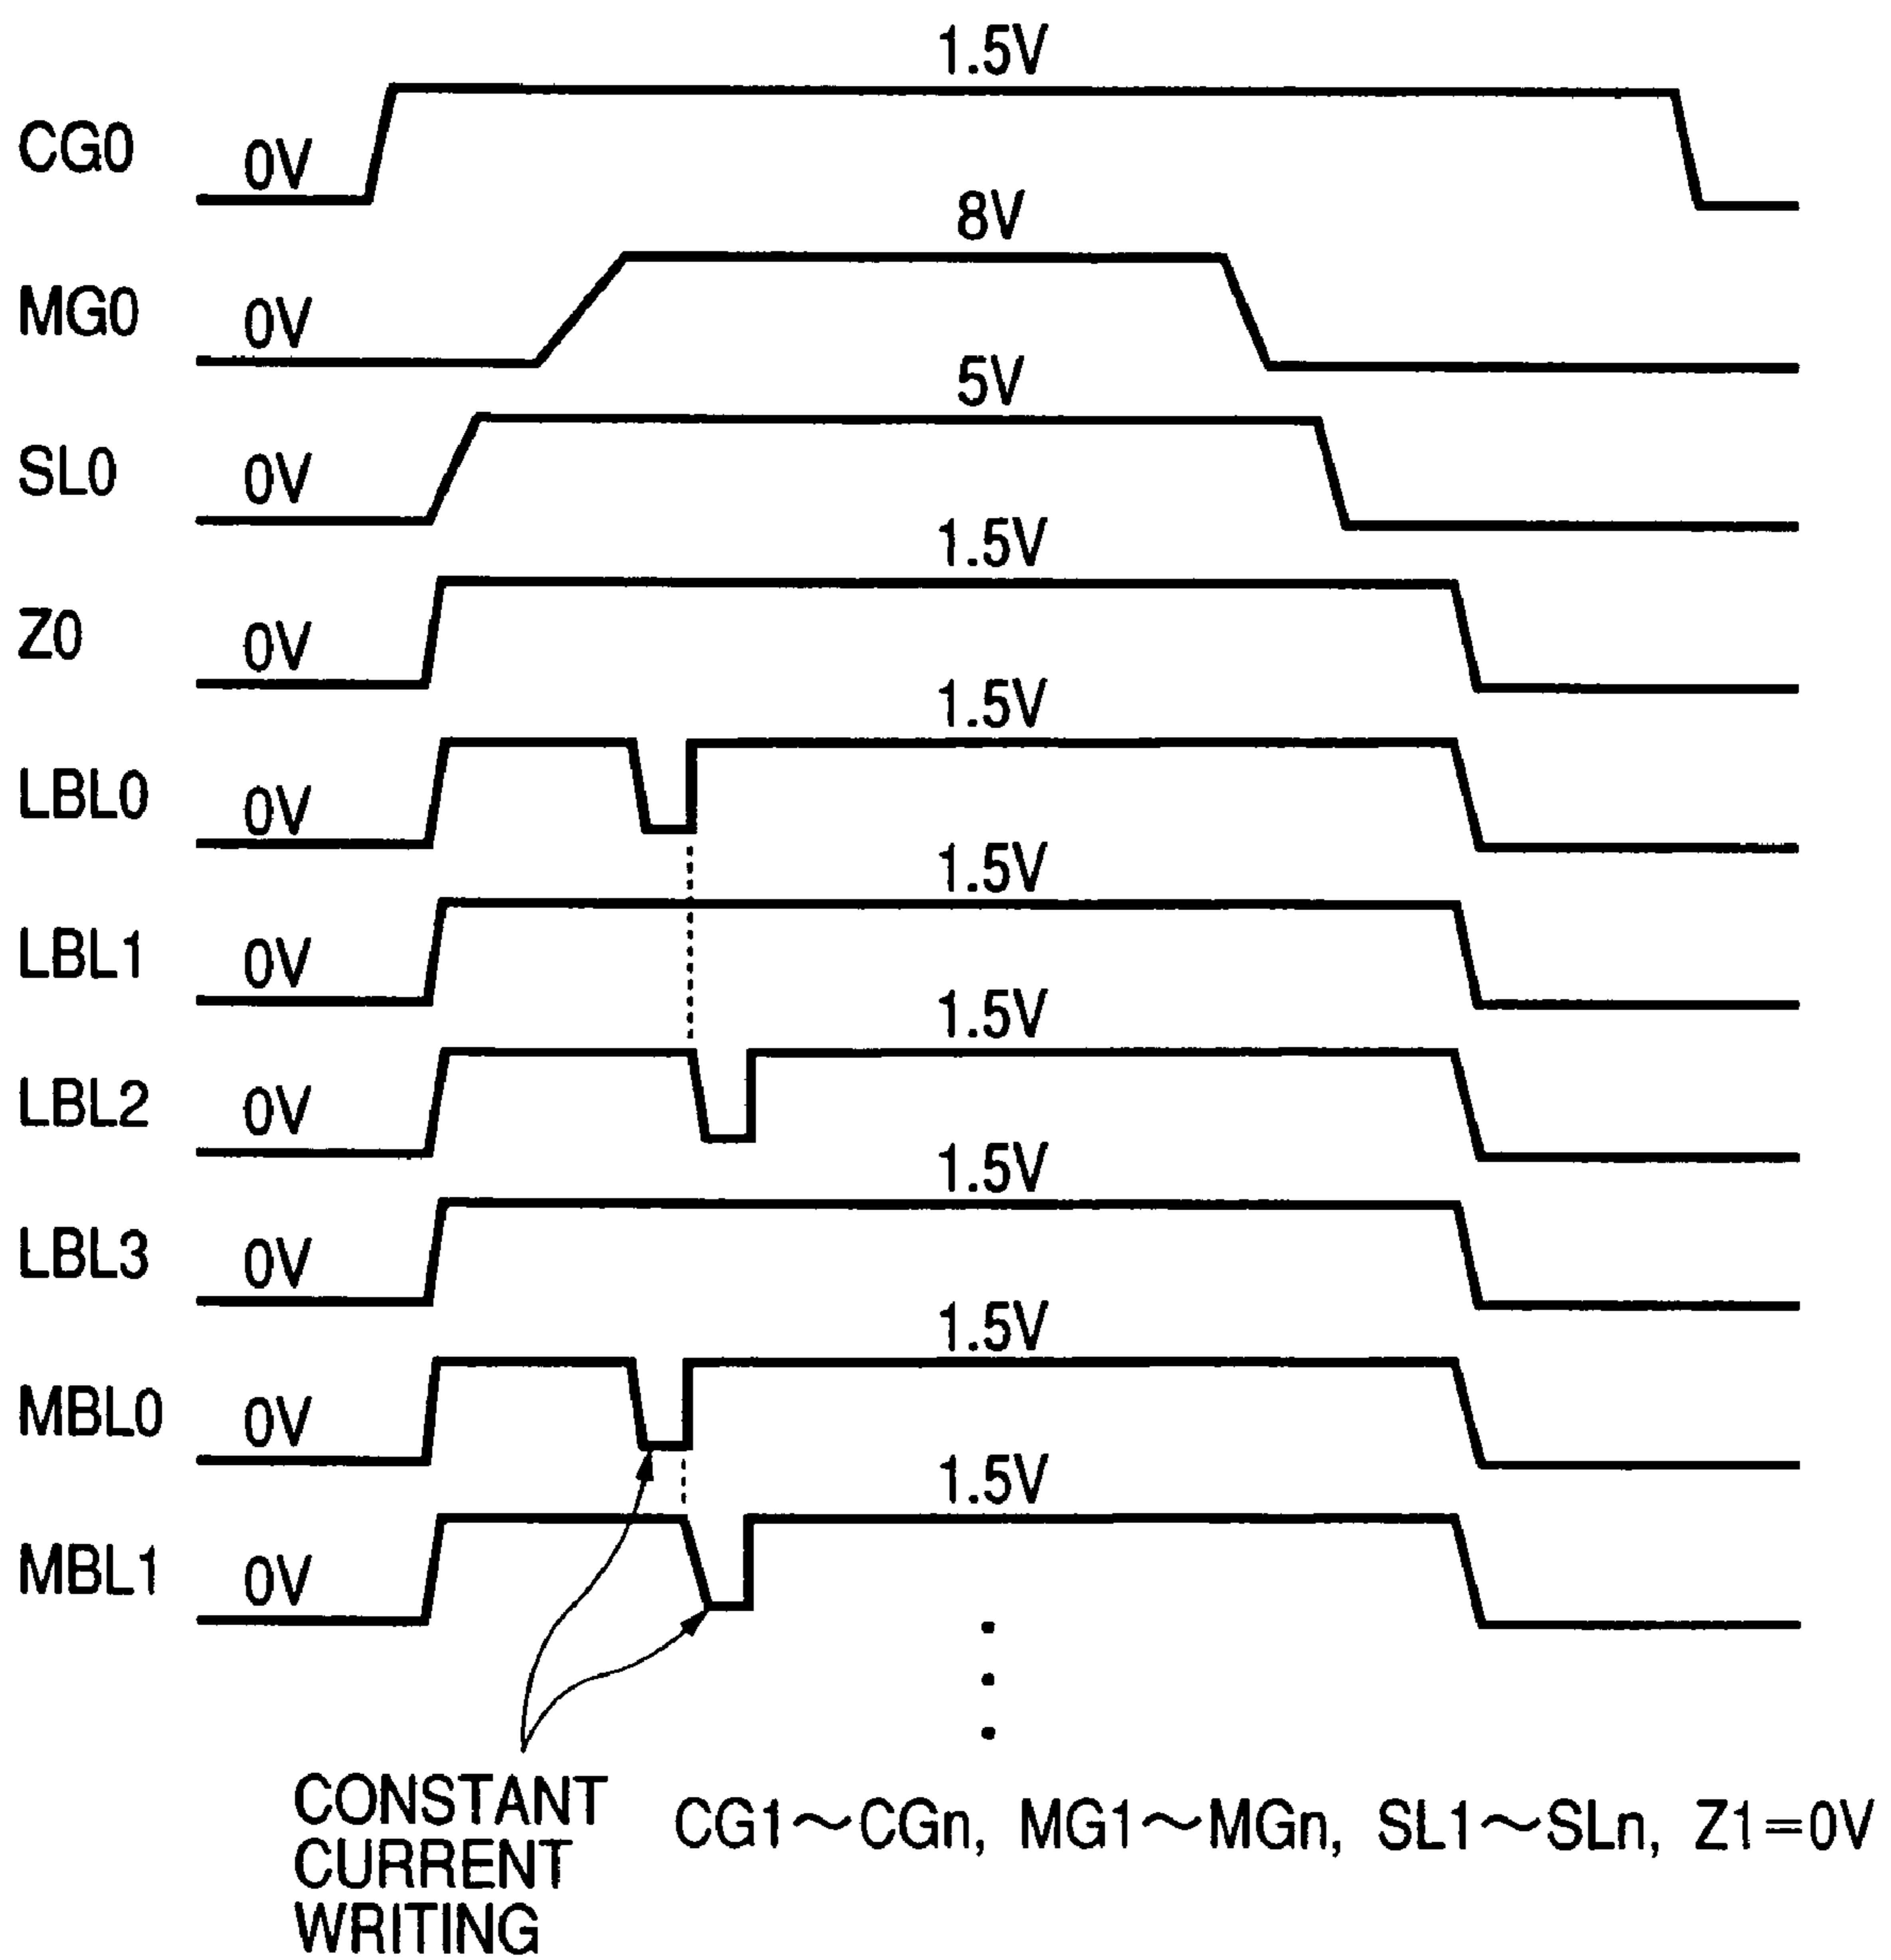 1.5V
CG0 0V
8V
MG0 0V
5V
SL0 0V
1.5V
Z0 0V
1.5V
LBL0 0V
1.5V
LBL1 0V
1.5V
LBL2 0V
1.5V
LBL3 0V
1.5V
MBL0 0V
1.5V
MBL1 0V
CONSTANT
CURRENT
WRITING
CG1～CGn, MG1～MGn, SL1～SLn, Z1=0V